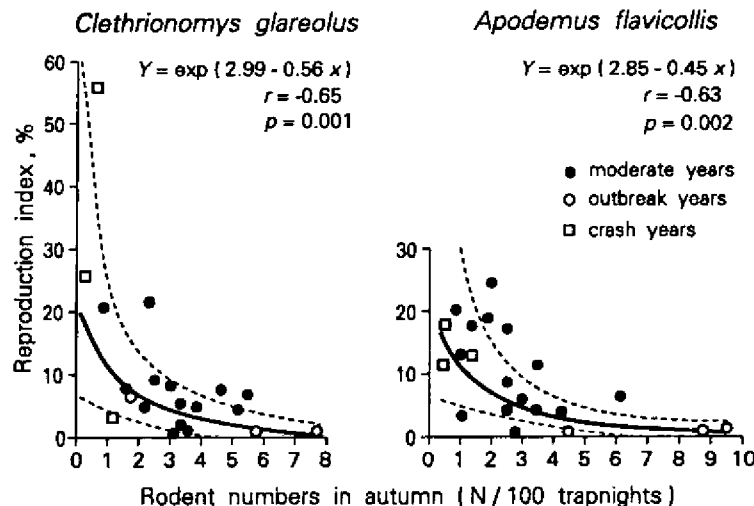 Clethrionomys glareolus
Apodemus flavicollis
Y = exp (2.99 - 0.56 x)
r = -0.65
p = 0.001
Y = exp (2.85 - 0.45 x)
r = -0.63
p = 0.002
moderate years
outbreak years
crash years
Reproduction index, %
60
50
40
30
20
10
0
30
20
10
0
0 1 2 3 4 5 6 7 8
0 1 2 3 4 5 6 7 8 9 10
Rodent numbers in autumn (N/100 trapnights)